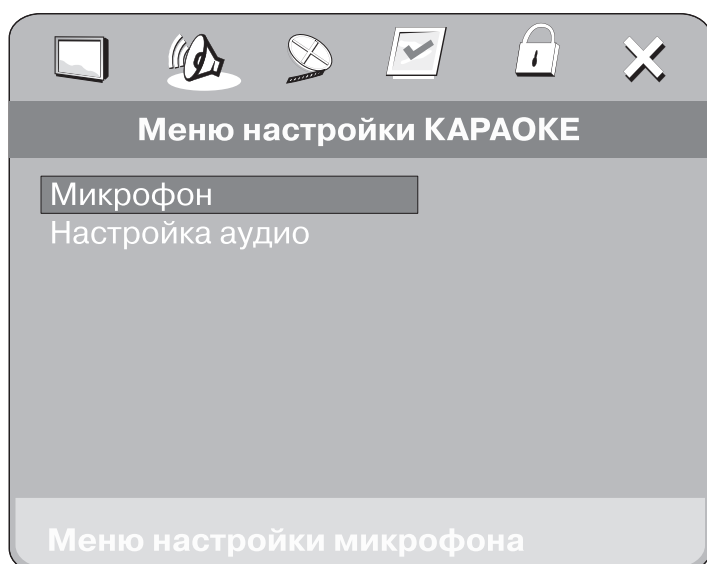 Меню настройки КАРАОКЕ
Микрофон
Настройка аудио
Меню настройки микрофона